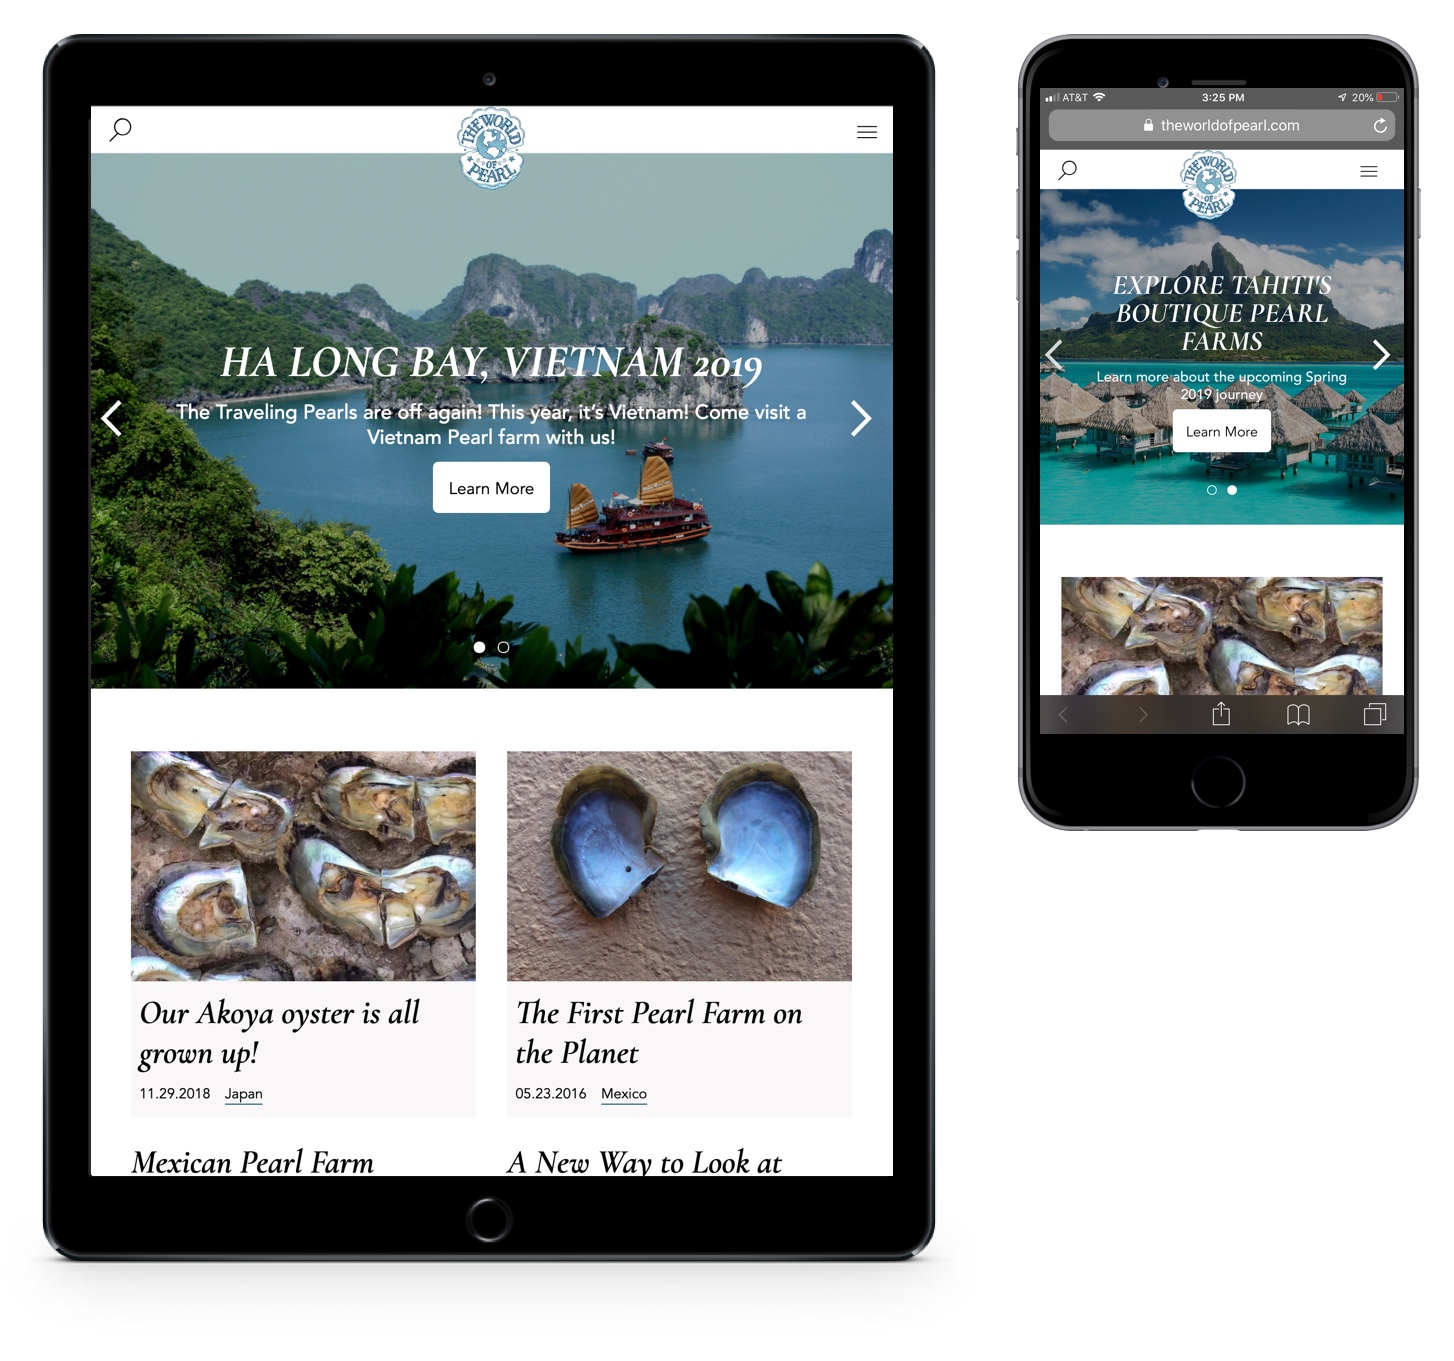 THE WORLD
OF
PEARL
HA LONG BAY, VIETNAM 2019
The Traveling Pearls are off again! This year, it's Vietnam! Come visit a
Vietnam Pearl farm with us!
Learn More
Our Akoya oyster is all
grown up!
11.29.2018 Japan
The First Pearl Farm on
the Planet
05.23.2016 Mexico
Mexican Pearl Farm
A New Way to Look at
AT&T 3:25 PM 20%
theworldofpearl.com
THE WORLD
OF
PEARL
EXPLORE TAHITI'S
BOUTIQUE PEARL
FARMS
Learn more about the upcoming Spring
2019 journey
Learn More